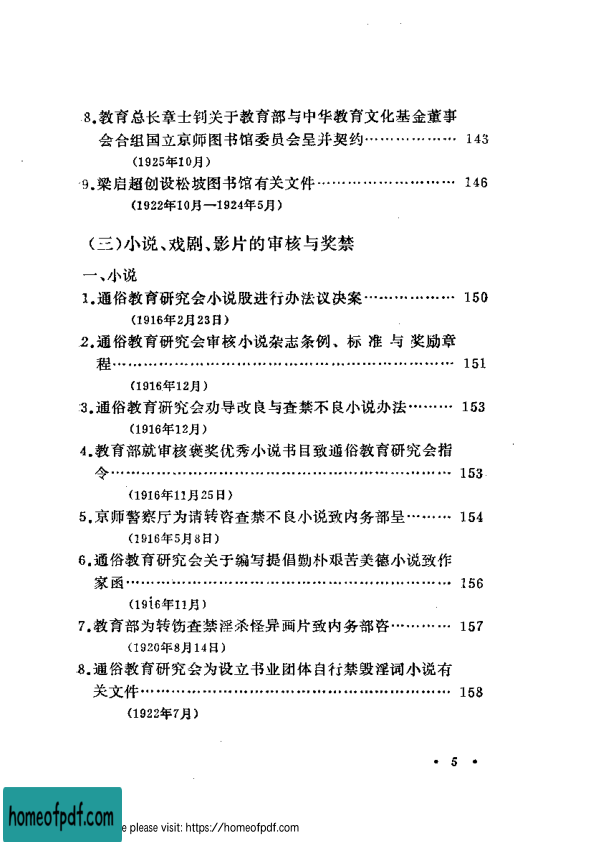 8.教育总长章士钊关于教育部与中华教育文化基金董事
会合组国立京师图书馆委员会呈并契约……………… 143
(1925年10月)
9.梁启超创设松坡图书馆有关文件……………………… 146
(1922年10月—1924年5月)
(三)小说、戏剧、影片的审核与奖禁
一、小说
1.通俗教育研究会小说股进行办法议决案……………… 150
(1916年2月23日)
2.通俗教育研究会审核小说杂志条例、标 准 与 奖励章
程………………………………………………………… 151
(1916年12月)
3.通俗教育研究会劝导改良与查禁不良小说办法……… 153
(1916年12月)
4.教育部就审核褒奖优秀小说书目致通俗教育研究会指
令………………………………………………………… 153
(1916年11月25日)
5.京师警察厅为请转咨查禁不良小说致内务部呈……… 154
(1916年5月8日)
6.通俗教育研究会关于编写提倡勤朴艰苦美德小说致作
家函……………………………………………………… 156
(1916年11月)
7.教育部为转饬查禁淫杀怪异画片致内务部咨………… 157
(1920年8月14日)
8.通俗教育研究会为设立书业团体自行禁毁淫词小说有
关文件…………………………………………………… 158
(1922年7月)
• 5 •
homeofpdf.com
e please visit: https://homeofpdf.com